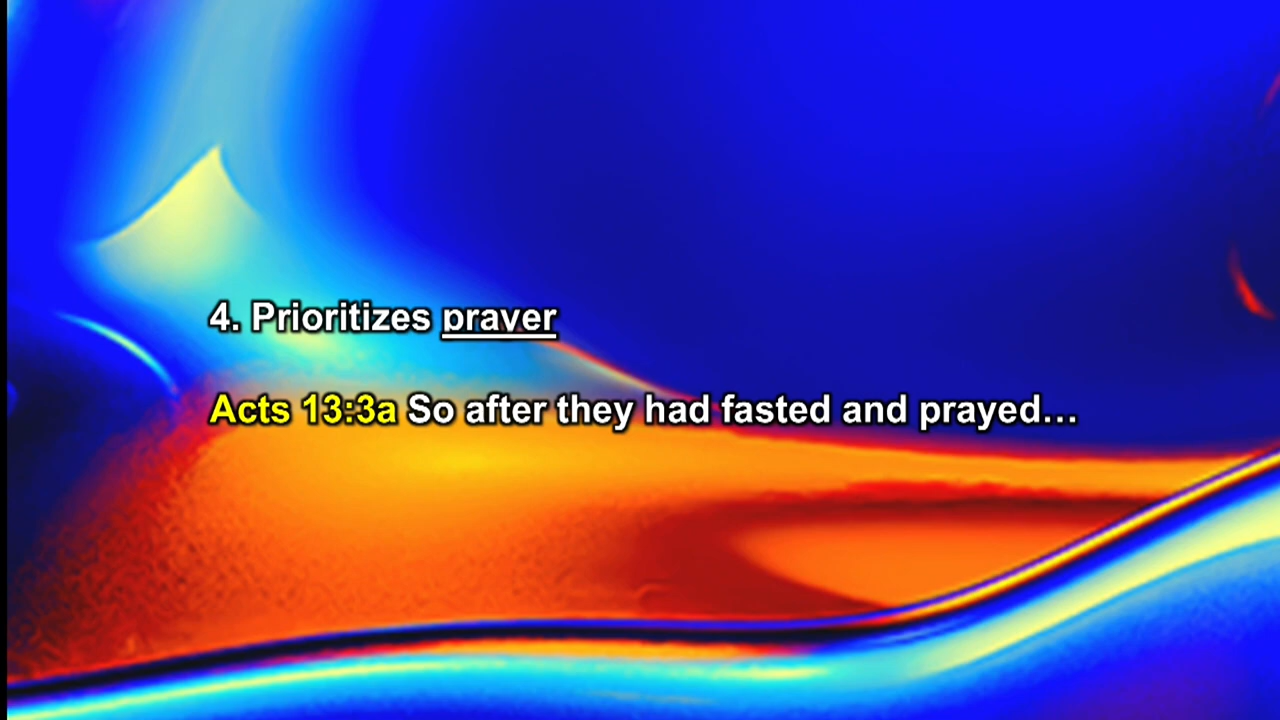 4. Prioritizes prayer
Acts 13:3a So after they had fasted and prayed…